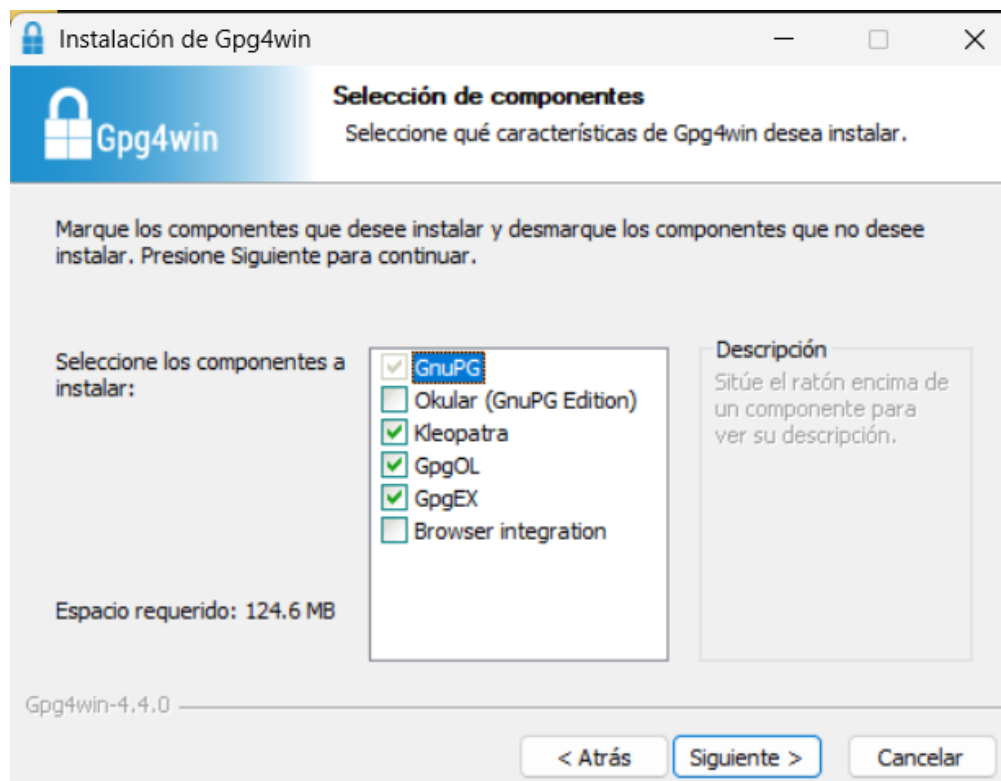 Instalación de Gpg4win
Gpg4win
Selección de componentes
Seleccione qué características de Gpg4win desea instalar.
Marque los componentes que desee instalar y desmarque los componentes que no desee
instalar. Presione Siguiente para continuar.
Seleccione los componentes a
instalar:
GnuPG
Okular (GnuPG Edition)
Kleopatra
GpgOL
GpgEX
Browser integration
Descripción
Sitúe el ratón encima de
un componente para
ver su descripción.
Espacio requerido: 124.6 MB
Gpg4win-4.4.0
< Atrás
Siguiente >
Cancelar